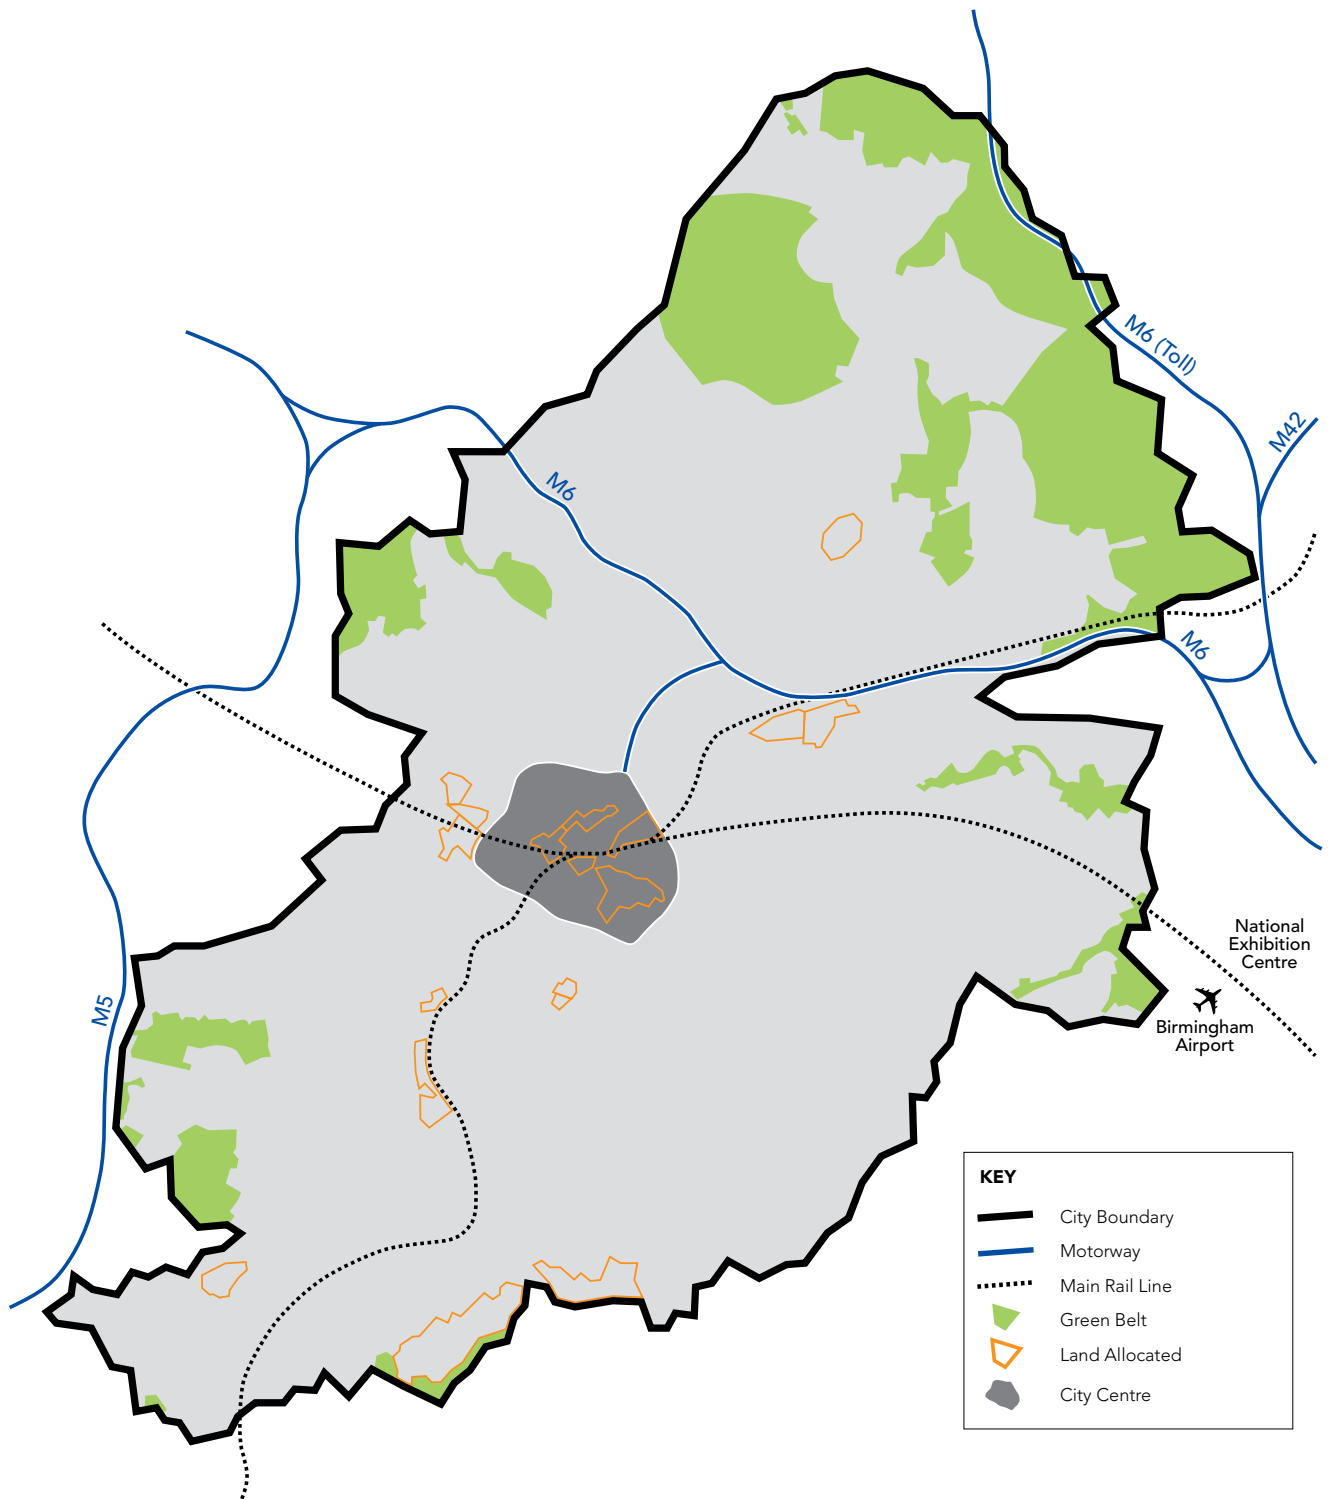 M6 (Toll)
M42
M6
M6
National
Exhibition
Centre
M5
Birmingham
Airport
KEY
City Boundary
Motorway
Main Rail Line
Green Belt
Land Allocated
City Centre